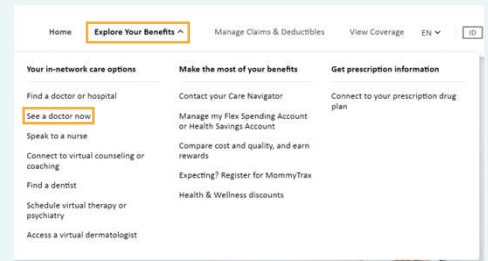 Home Explore Your Benefits Manage Claims & Deductibles View Coverage EN ID
Your in-network care options
Find a doctor or hospital
See a doctor now
Speak to a nurse
Connect to virtual counseling or
coaching
Find a dentist
Schedule virtual therapy or
psychiatry
Access a virtual dermatologist
Make the most of your benefits
Contact your Care Navigator
Manage my Flex Spending Account
or Health Savings Account
Compare cost and quality, and earn
rewards
Expecting? Register for MommyTrax
Health & Wellness discounts
Get prescription information
Connect to your prescription drug
plan